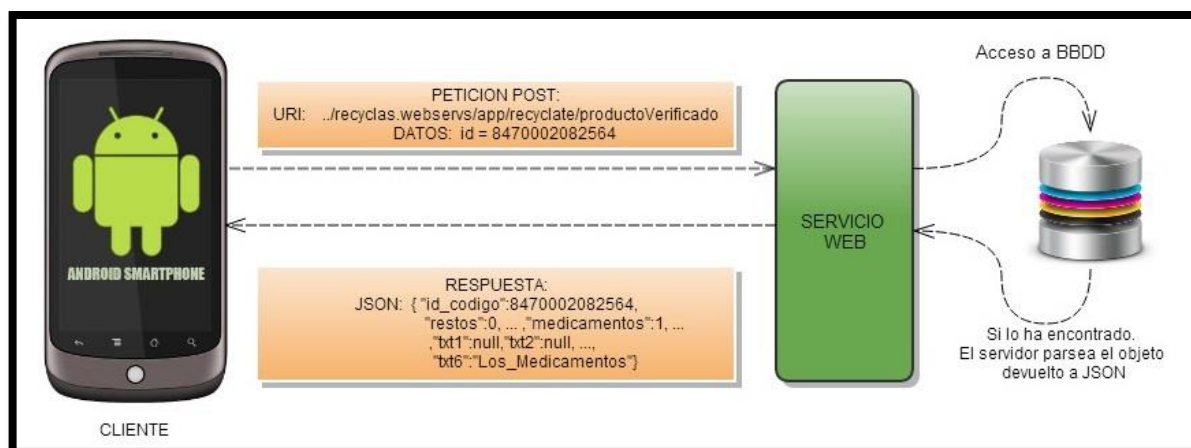 ANDROID SMARTPHONE
CLIENTE
PETICION POST:
URI: ../recyclas.webservs/app/recyclate/productoVerificado
DATOS: id = 8470002082564
RESPUESTA:
JSON: { "id_codigo":8470002082564,
"restos":0, ... ,"medicamentos":1, ...
,"txt1":null,"txt2":null, ...,
"txt6":"Los_Medicamentos"}
SERVICIO
WEB
Acceso a BBDD
Si lo ha encontrado.
El servidor parsea el objeto
devuelto a JSON